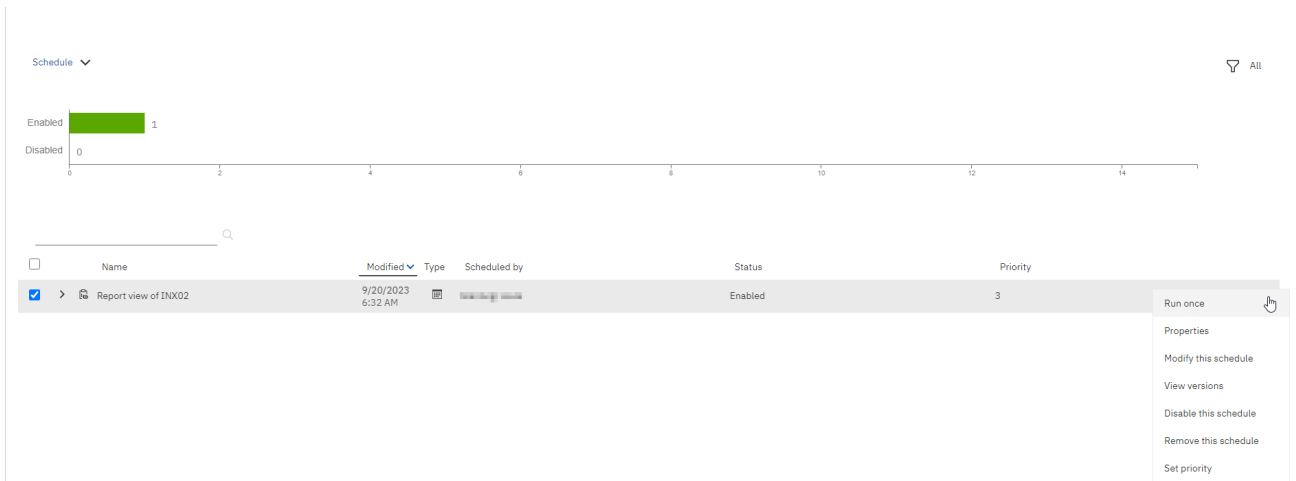 Schedule
All
Enabled 1
Disabled 0
0 2 4 6 8 10 12 14
Name Modified Type Scheduled by Status Priority
Report view of INX02 9/20/2023 Enabled 3
6:32 AM
Run once
Properties
Modify this schedule
View versions
Disable this schedule
Remove this schedule
Set priority